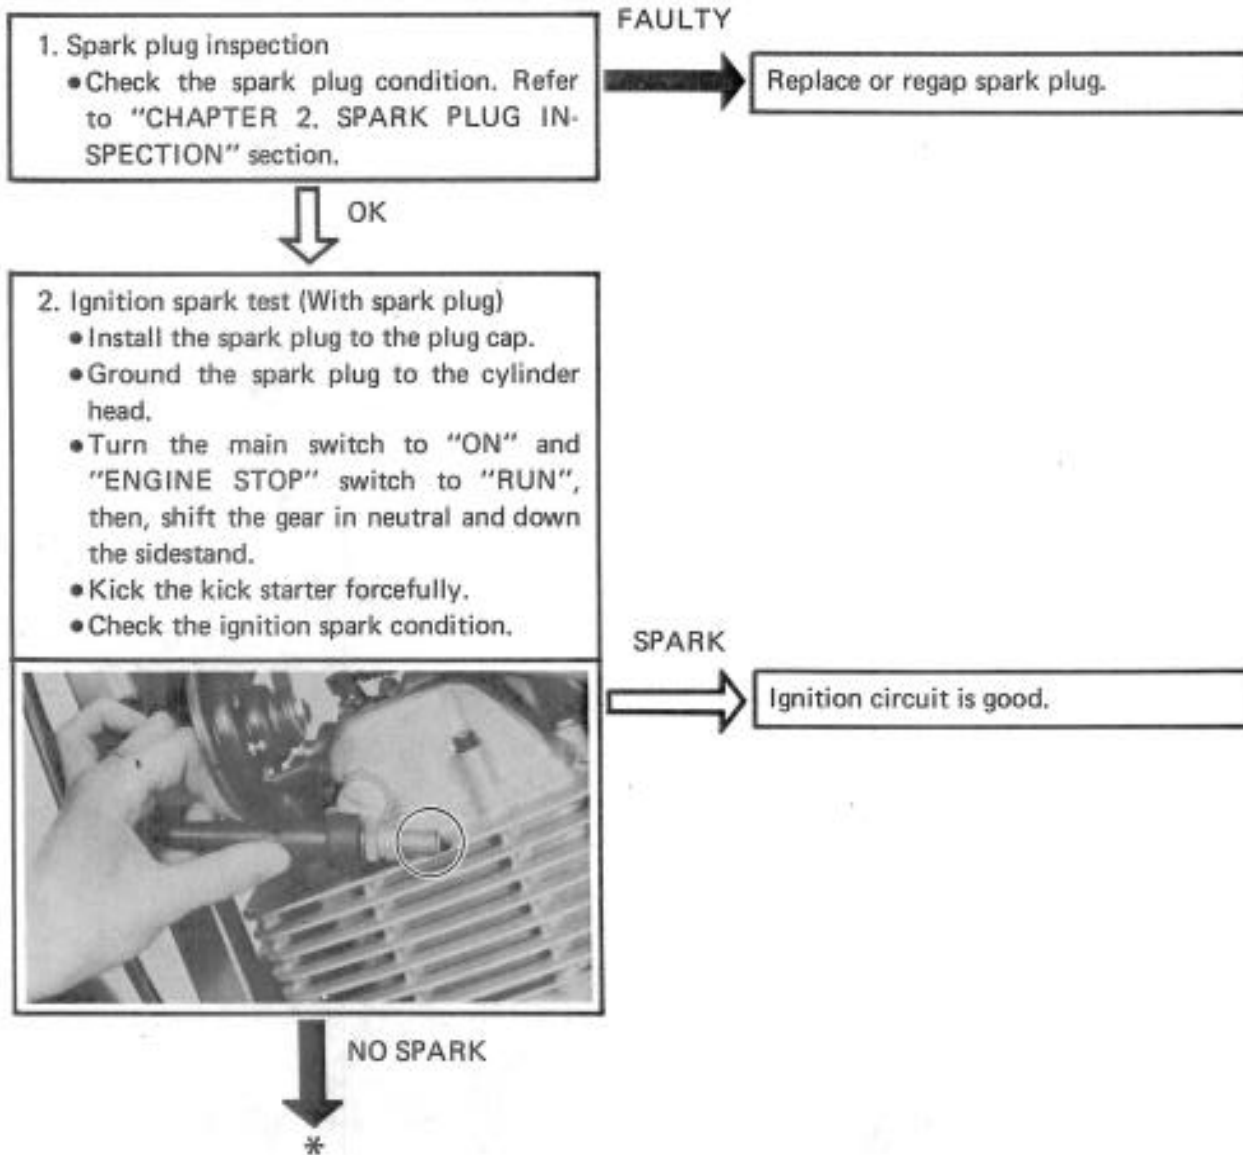 FAULTY
1. Spark plug inspection
● Check the spark plug condition. Refer
to "CHAPTER 2. SPARK PLUG IN-
SPECTION" section.
Replace or regap spark plug.
OK
2. Ignition spark test (With spark plug)
● Install the spark plug to the plug cap.
● Ground the spark plug to the cylinder
head.
● Turn the main switch to "ON" and
"ENGINE STOP" switch to "RUN",
then, shift the gear in neutral and down
the sidestand.
● Kick the kick starter forcefully.
● Check the ignition spark condition.
SPARK
Ignition circuit is good.
NO SPARK
*